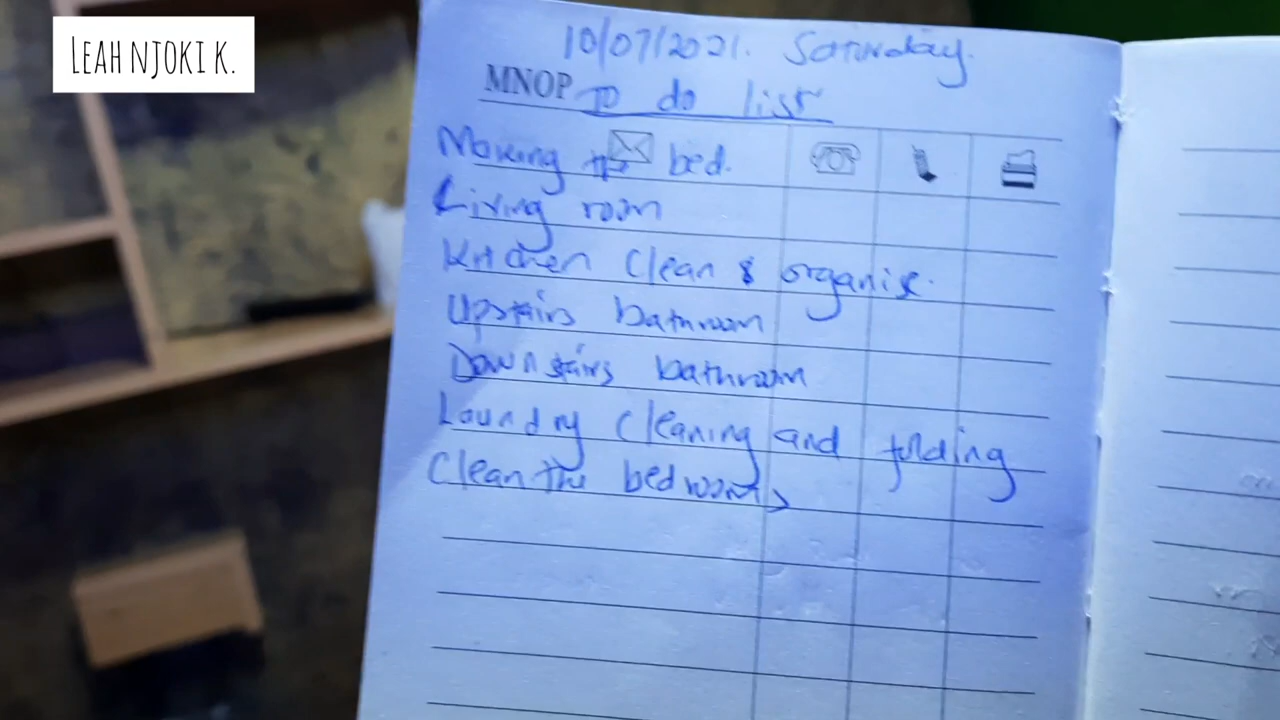 LEAH NJOKI K.
10/07/2021. Saturday.
MNOP To do list
Making the bed.
Living room
Kitchen Clean & organise.
Upstairs bathroom
Downstairs bathroom
Laundry cleaning and folding
Clean the bedrooms